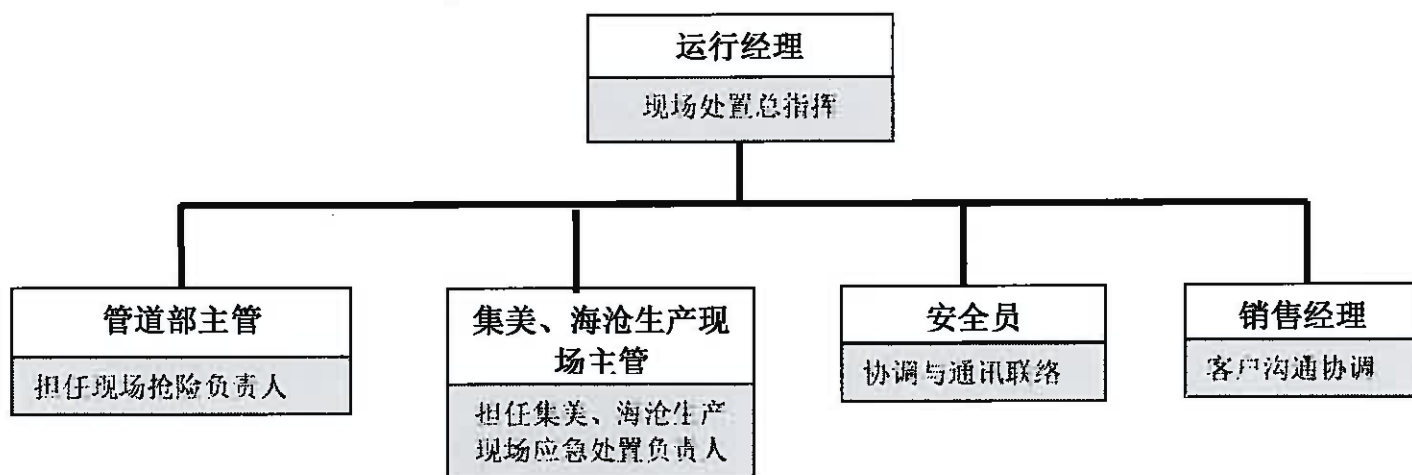 运行经理
现场处置总指挥
管道部主管
担任现场抢险负责人
集美、海沧生产现
场主管
担任集美、海沧生产
现场应急处置负责人
安全员
协调与通讯联络
销售经理
客户沟通协调